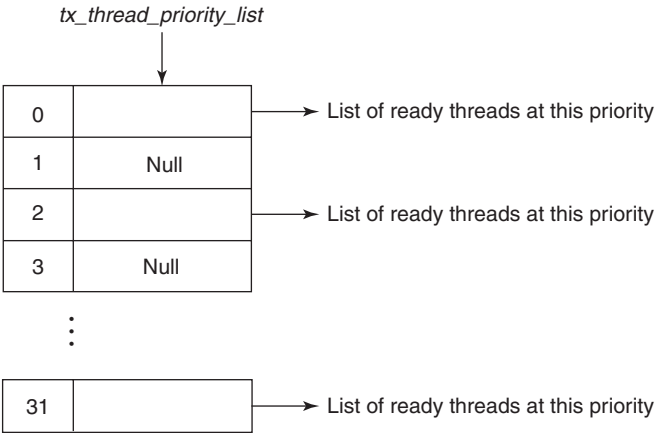 tx_thread_priority_list
0 List of ready threads at this priority
1 Null
2 List of ready threads at this priority
3 Null
31 List of ready threads at this priority